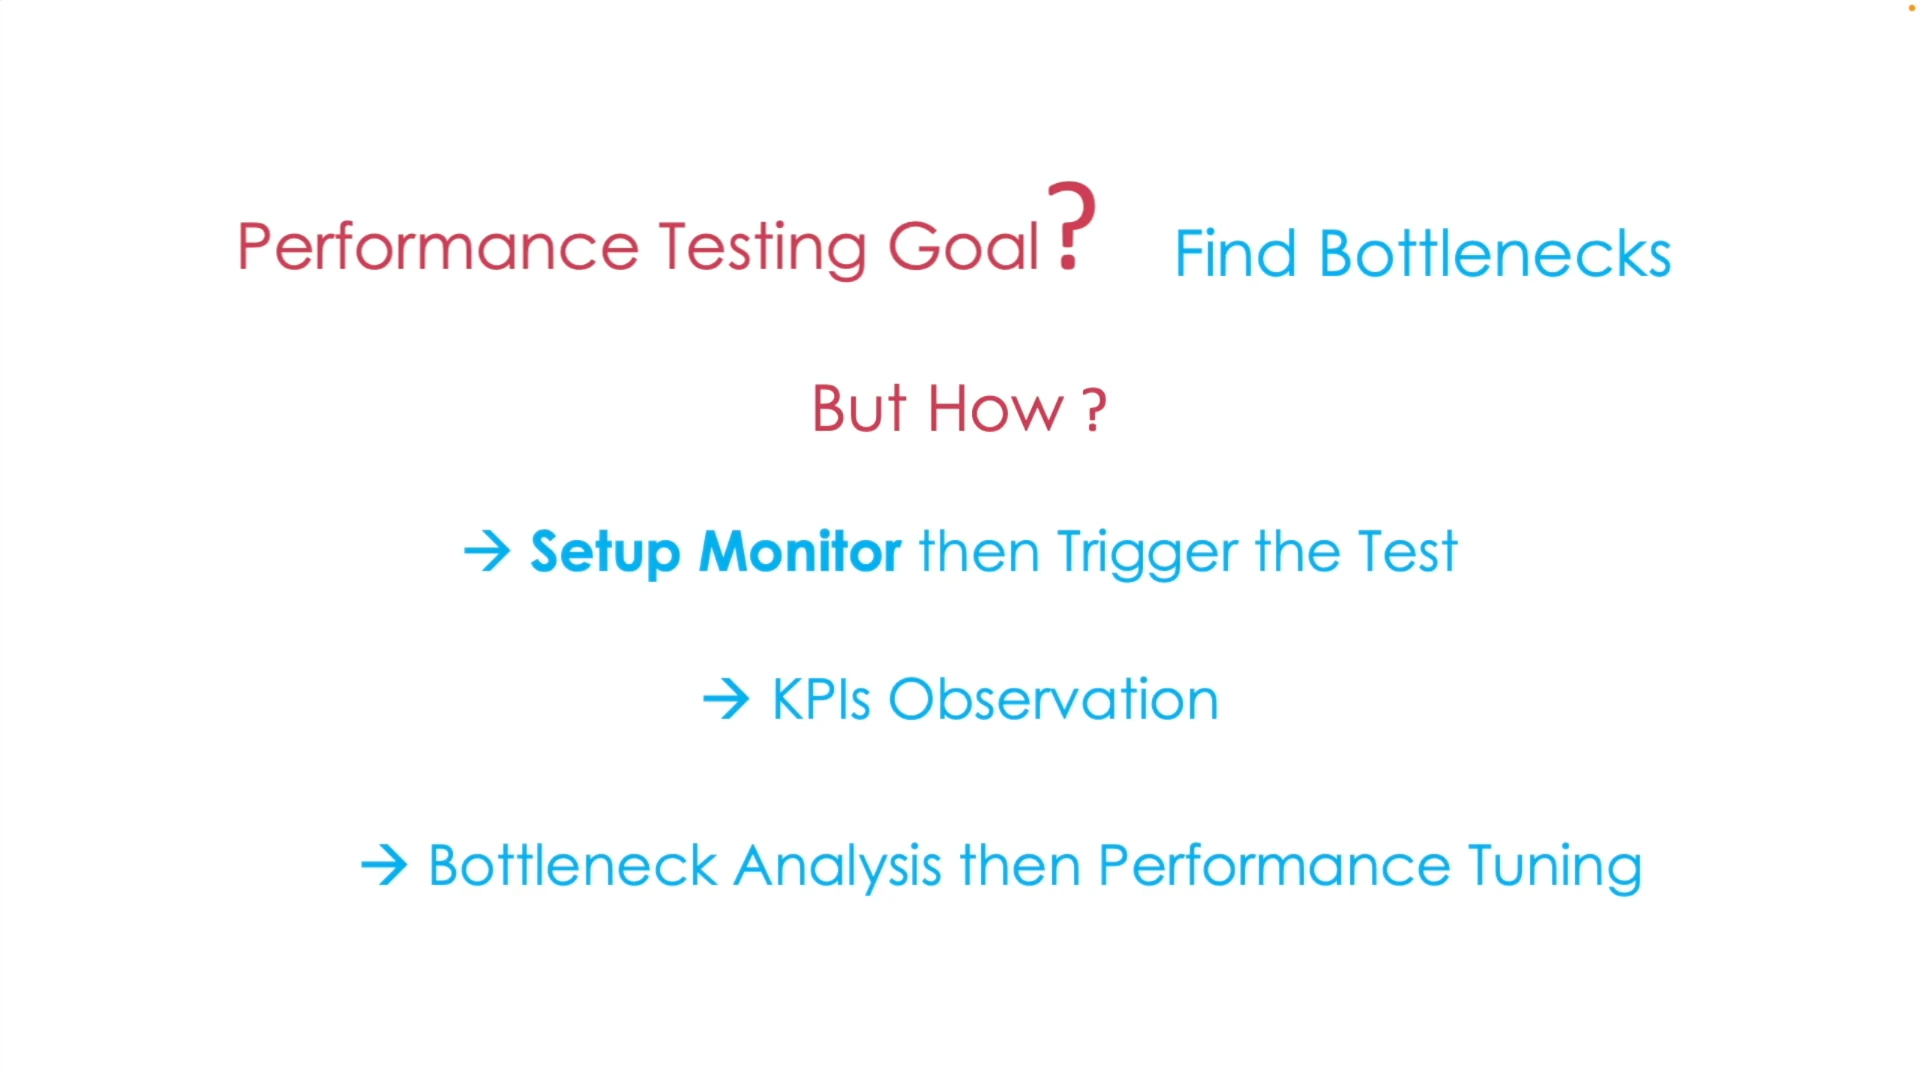 Performance Testing Goal? Find Bottlenecks
But How ?
→ Setup Monitor then Trigger the Test
→ KPIs Observation
→ Bottleneck Analysis then Performance Tuning